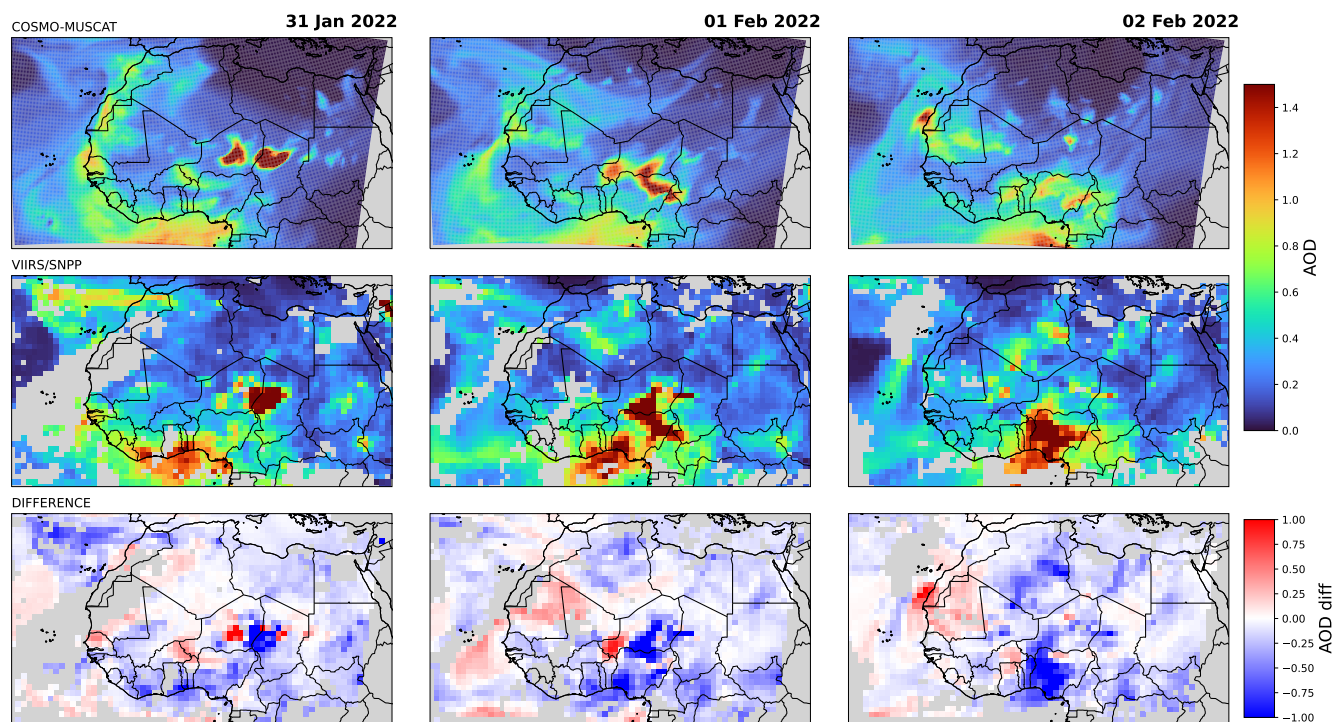 31 Jan 2022
01 Feb 2022
02 Feb 2022
COSMO-MUSCAT
1.4
1.2
1.0
0.8
0.6
0.4
0.2
0.0
AOD
VIIRS/SNPP
DIFFERENCE
1.00
0.75
0.50
0.25
0.00
−0.25
−0.50
−0.75
−1.00
AOD diff